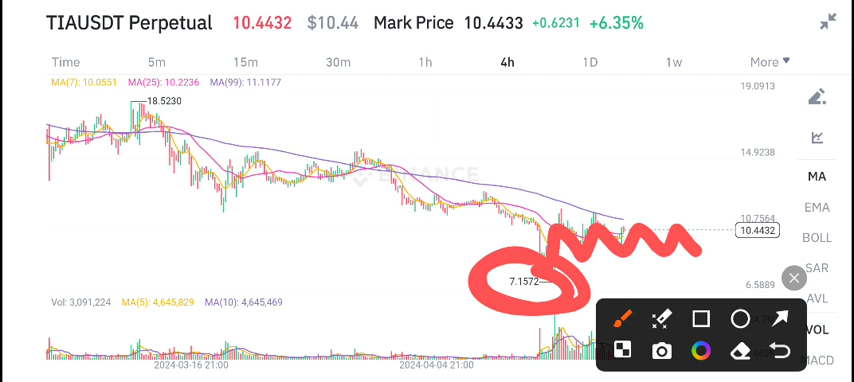 TIAUSDT Perpetual 10.4432 $10.44 Mark Price 10.4433 +0.6231 +6.35%
Time 5m 15m 30m 1h 4h 1D 1w More
MA(7): 10.0551 MA(25): 10.2236 MA(99): 11.1177
19.0913
18.5230
14.9238
BINANCE
MA
EMA
10.7564
10.4432
BOLL
SAR
7.1572
6.5889
AVL
Vol: 3,091,224 MA(5): 4,645,829 MA(10): 4,645,469
VOL
MACD
2024-03-16 21:00 2024-04-04 21:00